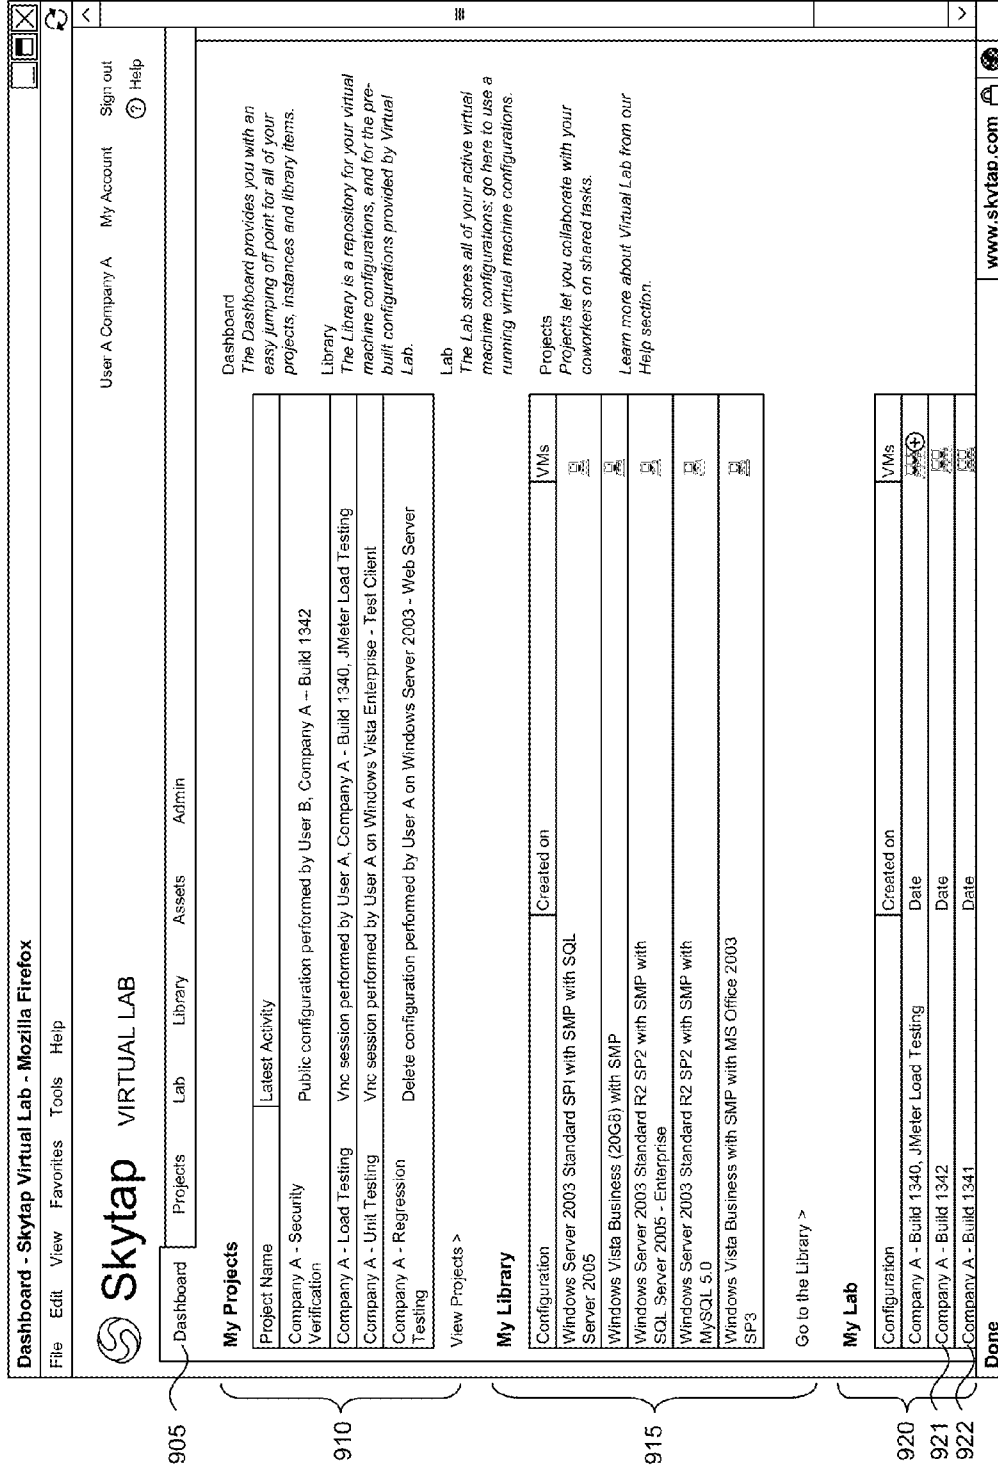 Dashboard - Skytap Virtual Lab - Mozilla Firefox
File Edit View Favorites Tools Help
Skytap VIRTUAL LAB
User A Company A My Account Sign out
? Help
905
Dashboard Projects Lab Library Assets Admin
910
My Projects
Project Name Latest Activity
Company A - Security Verification Public configuration performed by User B, Company A -- Build 1342
Company A - Load Testing Vnc session performed by User A, Company A - Build 1340, JMeter Load Testing
Company A - Unit Testing Vnc session performed by User A on Windows Vista Enterprise - Test Client
Company A - Regression Testing Delete configuration performed by User A on Windows Server 2003 - Web Server
View Projects >
915
My Library
Configuration Created on VMs
Windows Server 2003 Standard SPI with SMP with SQL
Server 2005
Windows Vista Business (20G8) with SMP
Windows Server 2003 Standard R2 SP2 with SMP with
SQL Server 2005 - Enterprise
Windows Server 2003 Standard R2 SP2 with SMP with
MySQL 5.0
Windows Vista Business with SMP with MS Office 2003
SP3
Go to the Library >
920
My Lab
Configuration Created on VMs
Company A - Build 1340, JMeter Load Testing Date
921
Company A - Build 1342 Date
922
Company A - Build 1341 Date
Dashboard
The Dashboard provides you with an
easy jumping off point for all of your
projects, instances and library items.
Library
The Library is a repository for your virtual
machine configurations, and for the pre-
built configurations provided by Virtual
Lab.
Lab
The Lab stores all of your active virtual
machine configurations; go here to use a
running virtual machine configurations.
Projects
Projects let you collaborate with your
coworkers on shared tasks.
Learn more about Virtual Lab from our
Help section.
Done www.skytap.com